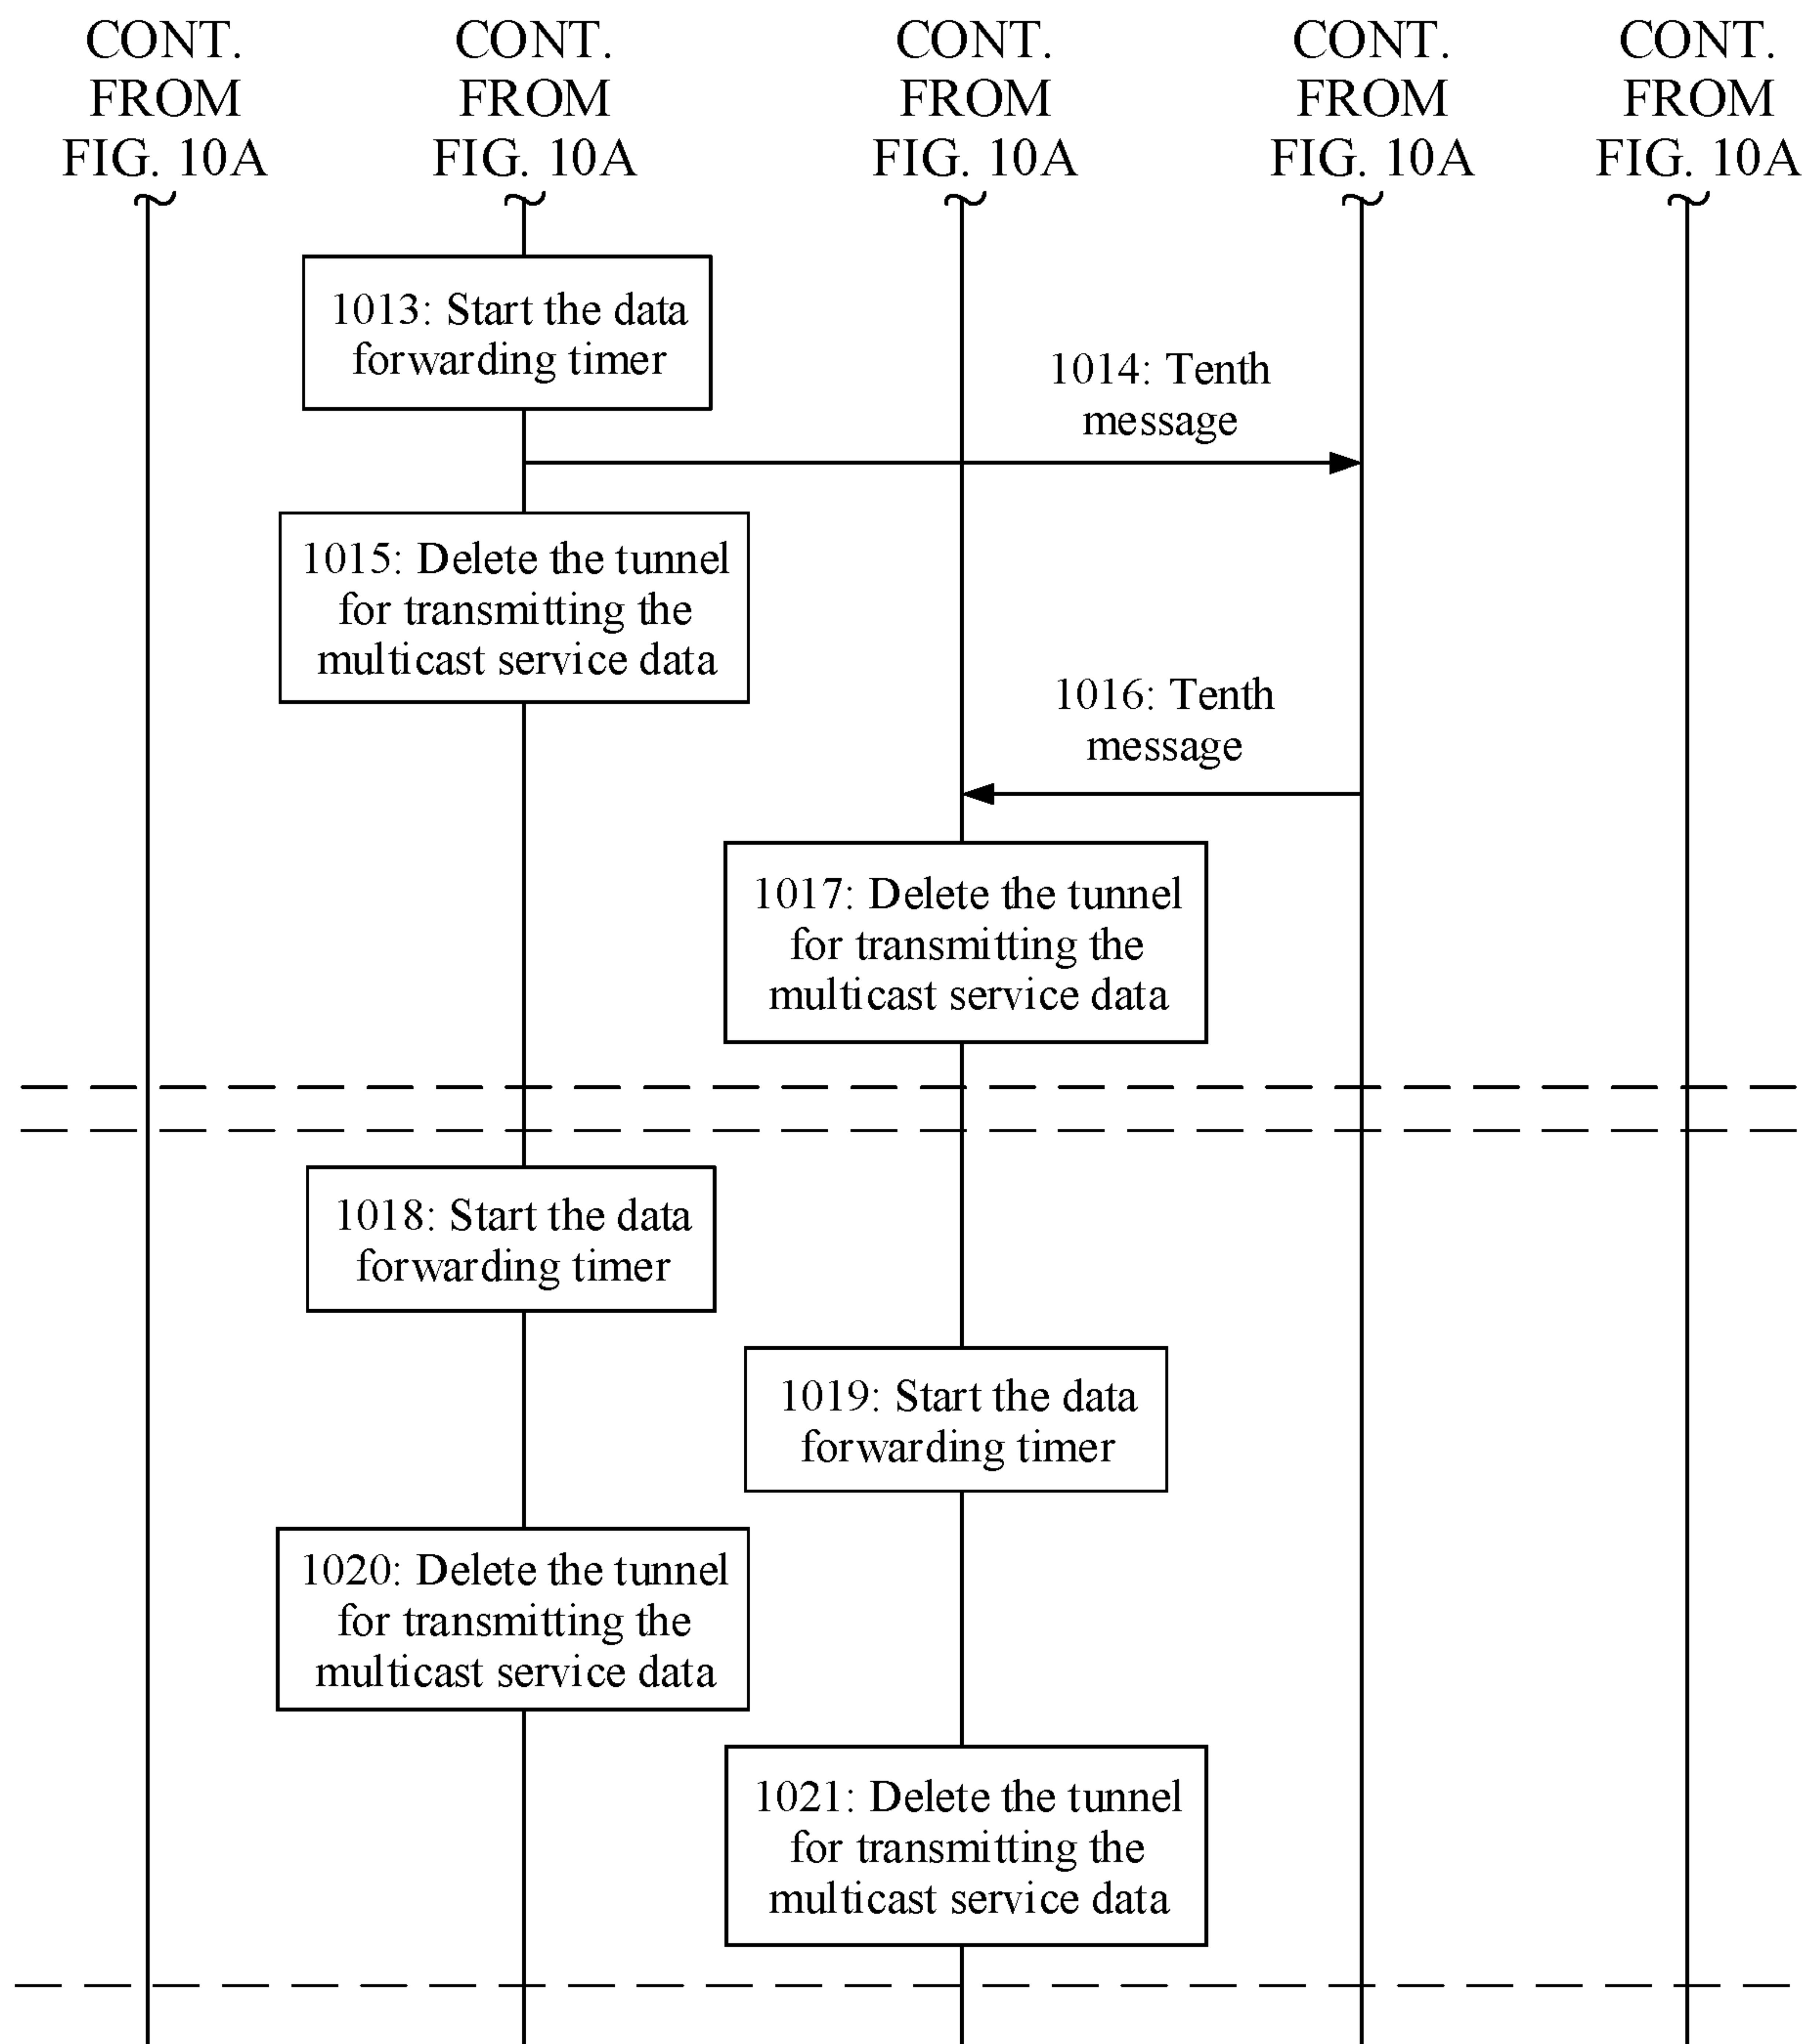 CONT.
FROM
FIG. 10A
CONT.
FROM
FIG. 10A
CONT.
FROM
FIG. 10A
CONT.
FROM
FIG. 10A
CONT.
FROM
FIG. 10A
1013: Start the data
forwarding timer
1014: Tenth
message
1015: Delete the tunnel
for transmitting the
multicast service data
1016: Tenth
message
1017: Delete the tunnel
for transmitting the
multicast service data
1018: Start the data
forwarding timer
1019: Start the data
forwarding timer
1020: Delete the tunnel
for transmitting the
multicast service data
1021: Delete the tunnel
for transmitting the
multicast service data